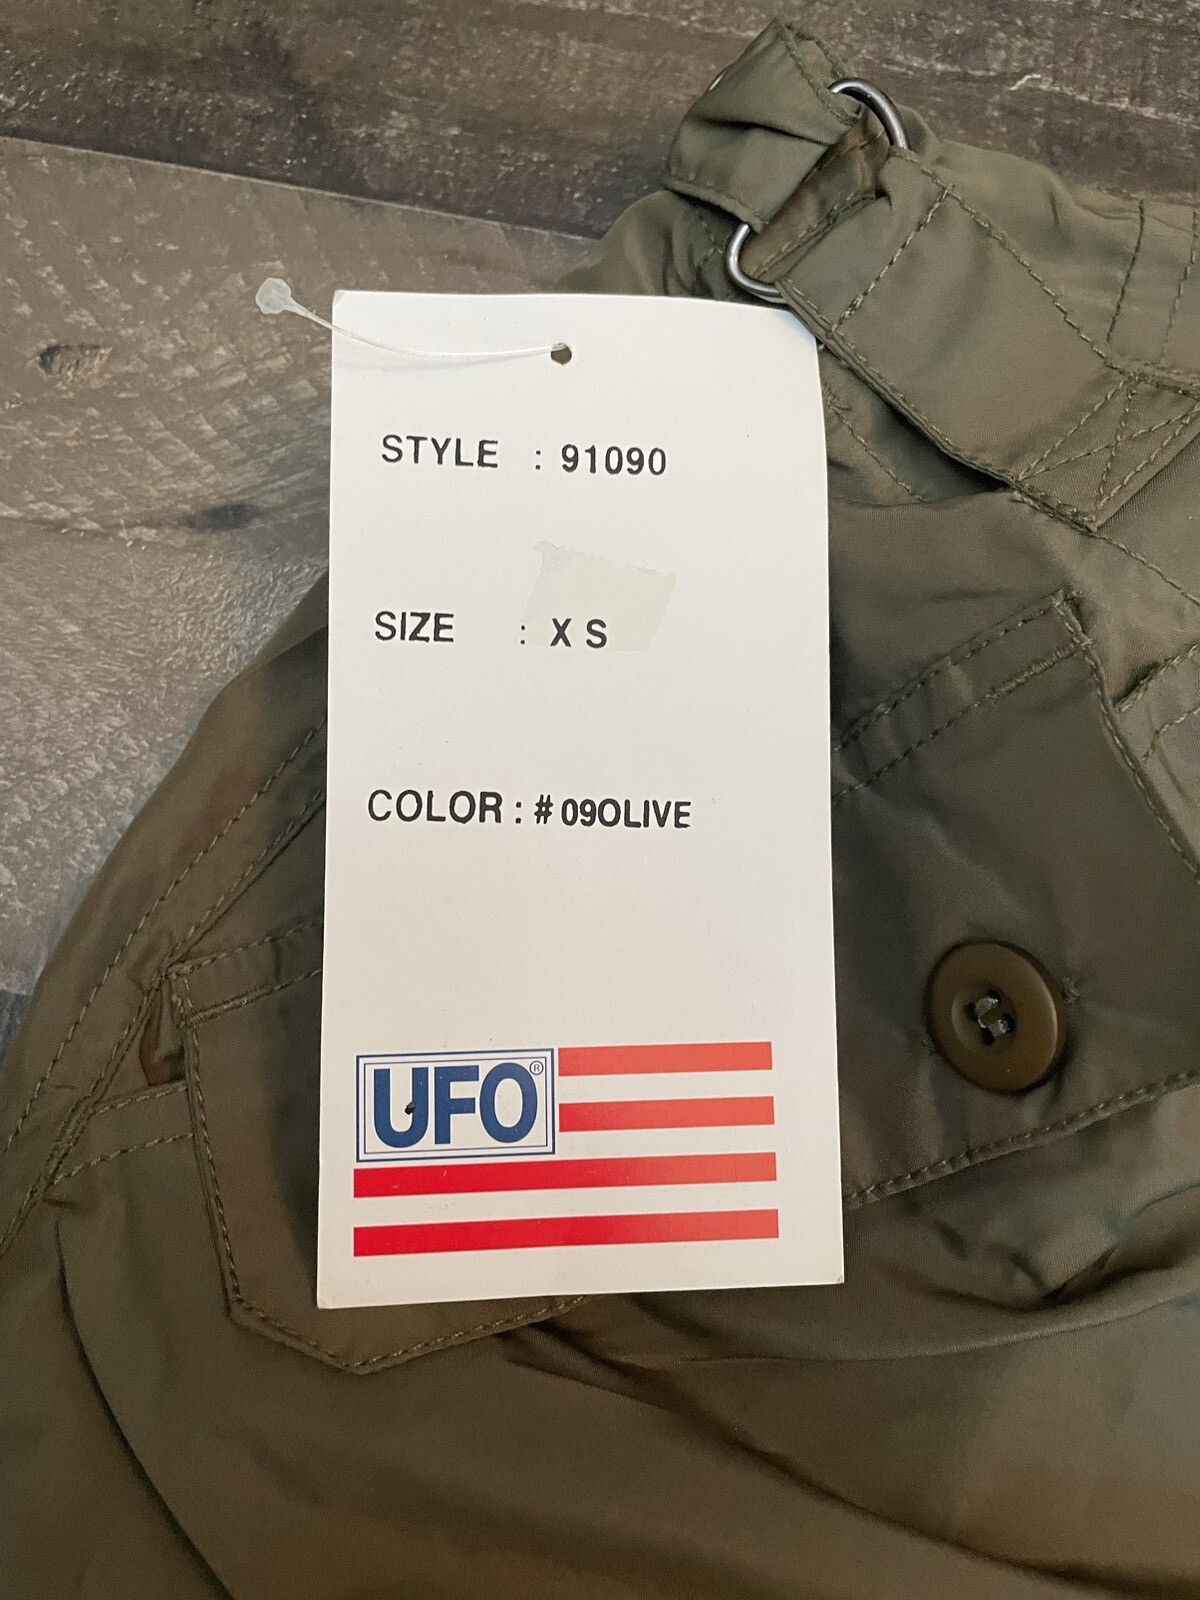 STYLE : 91090
SIZE : X S
COLOR : # 09OLIVE
UFO®